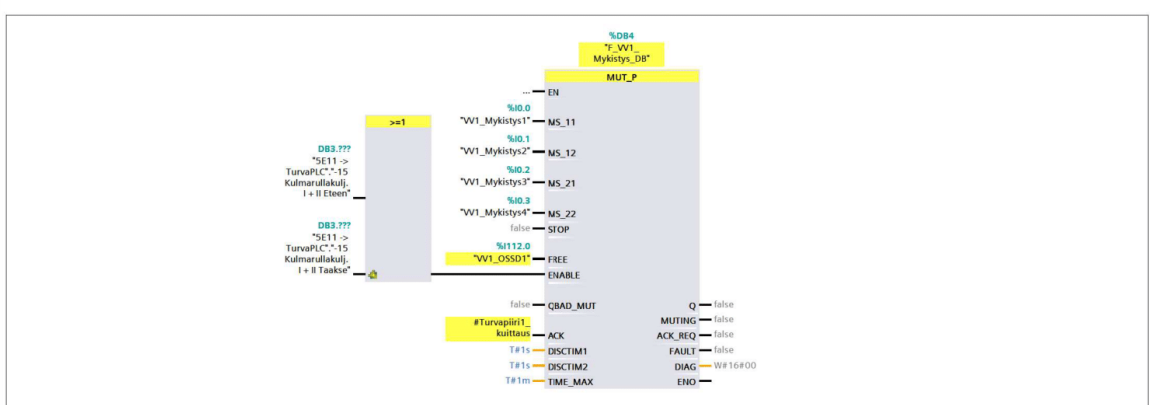 %DB4
"F_VV1_
Mykistys_DB"
MUT_P
... EN
%I0.0
"VV1_Mykistys1" MS_11
>=1
%I0.1
"VV1_Mykistys2" MS_12
DB3.???
"5E11 ->
TurvaPLC"."-15
Kulmarullakulj.
I + II Eteen"
%I0.2
"VV1_Mykistys3" MS_21
%I0.3
"VV1_Mykistys4" MS_22
false STOP
DB3.???
"5E11 ->
TurvaPLC"."-15
Kulmarullakulj.
I + II Taakse"
%I112.0
"VV1_OSSD1" FREE
ENABLE
false QBAD_MUT Q false
MUTING false
#Turvapiiri1_
kuittaus ACK ACK_REQ false
T#1s DISCTIM1 FAULT false
T#1s DISCTIM2 DIAG W#16#00
T#1m TIME_MAX ENO